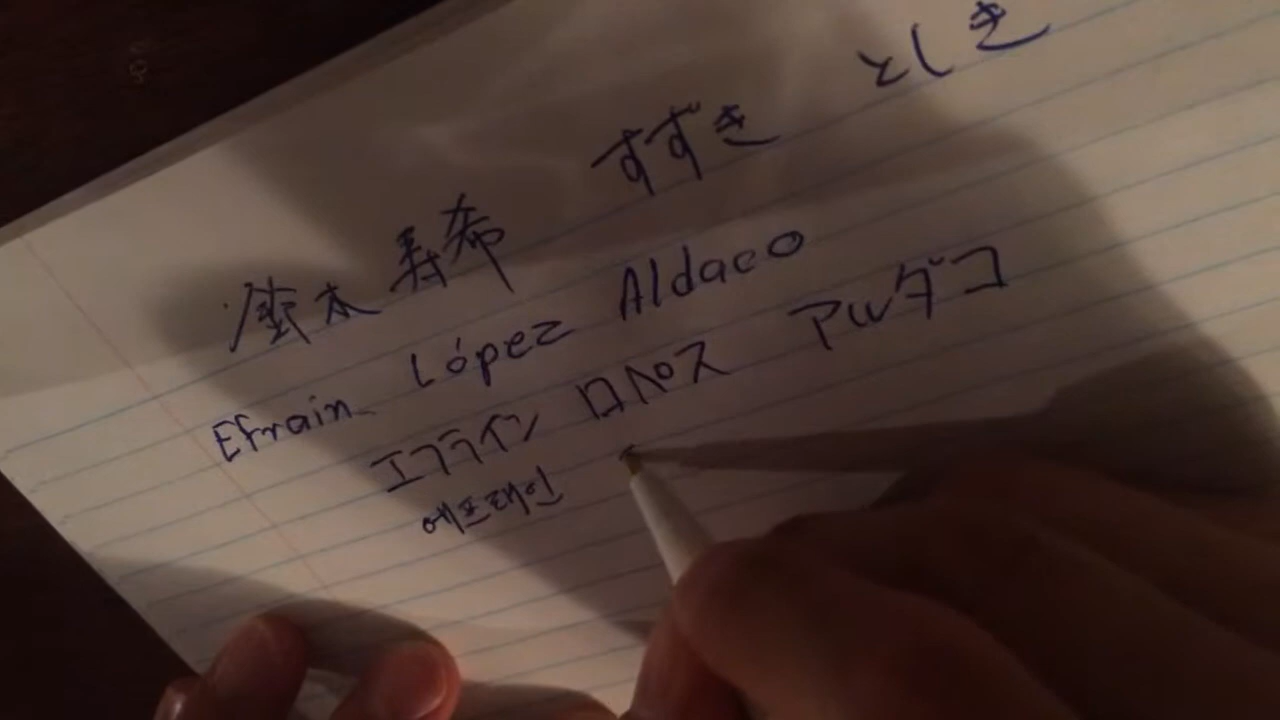 鈴木 寿希 すずき としき
Efrain López Aldaco
エフライン ロペス アルダコ
에프레인